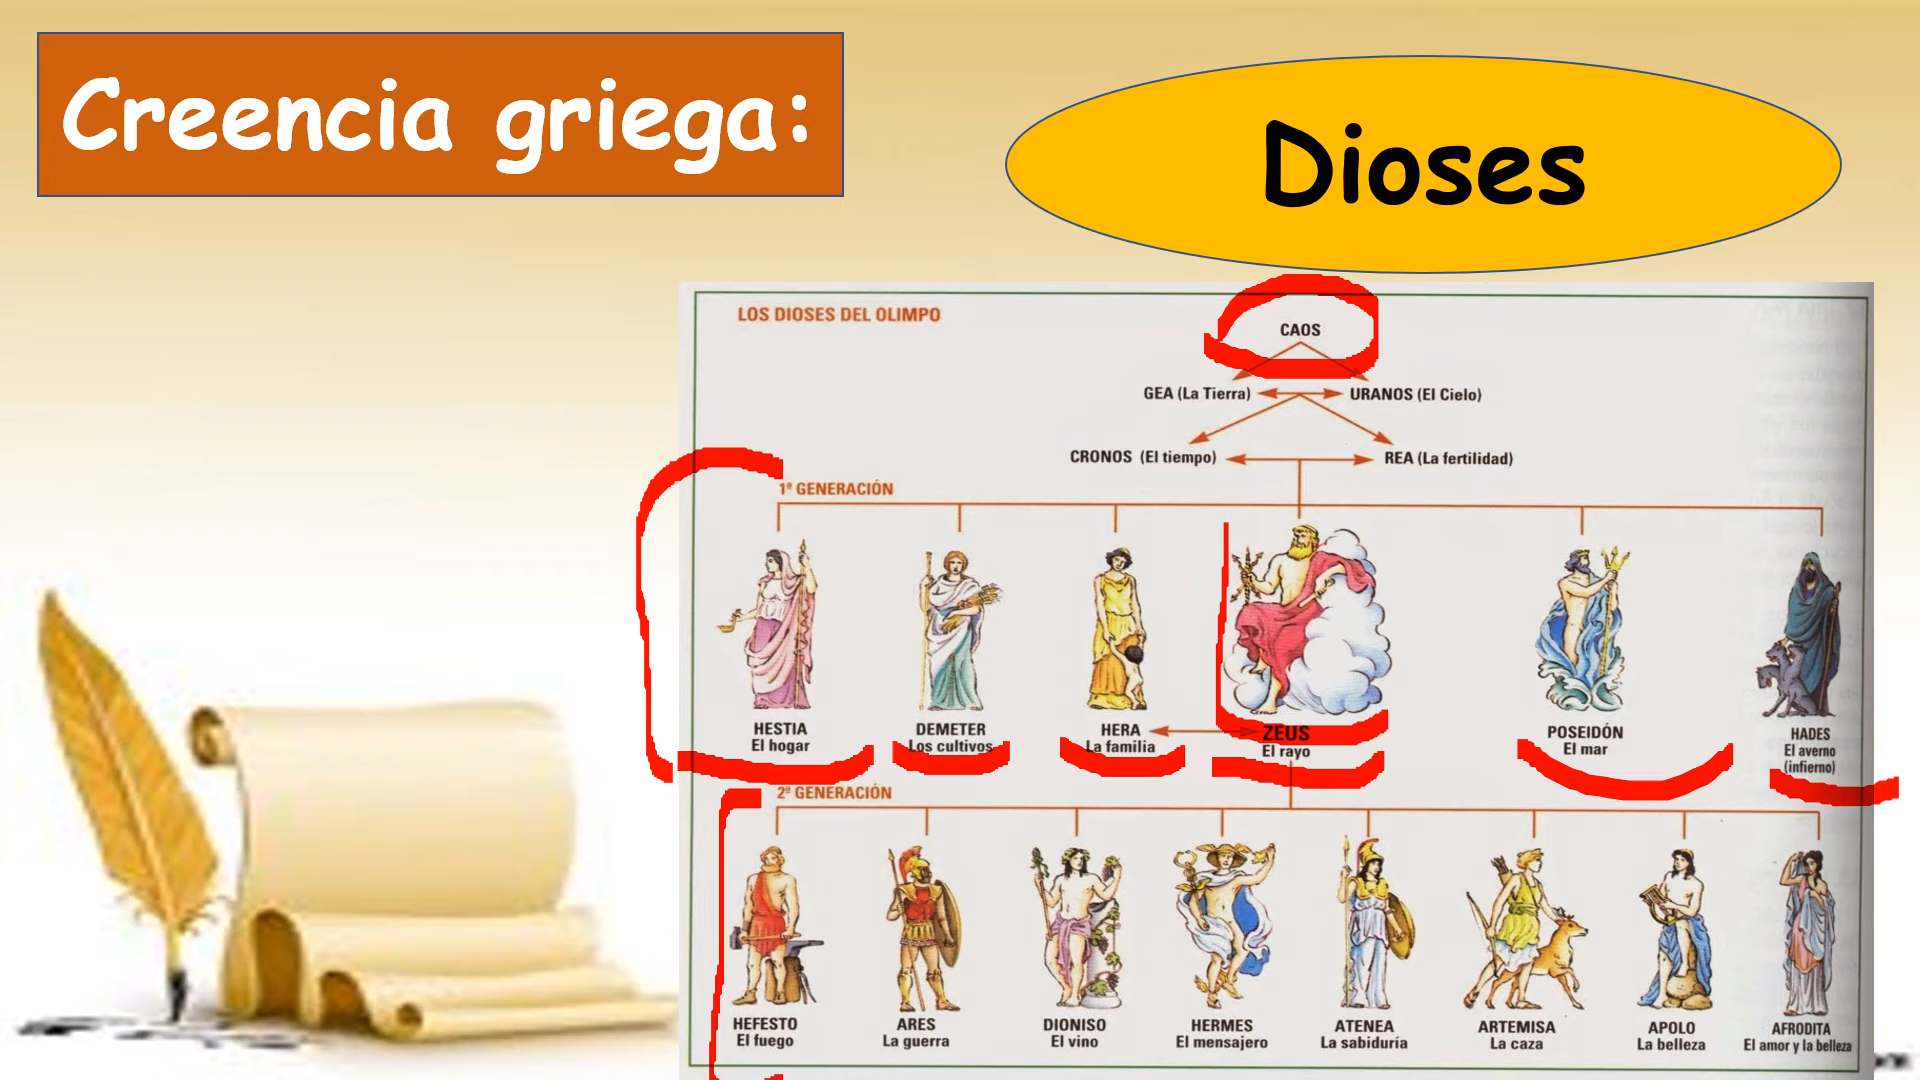 Creencia griega:
Dioses
LOS DIOSES DEL OLIMPO
CAOS
GEA (La Tierra) URANOS (El Cielo)
CRONOS (El tiempo) REA (La fertilidad)
1ª GENERACIÓN
HESTIA DEMETER HERA ZEUS POSEIDÓN HADES
El hogar Los cultivos La familia El rayo El mar El averno
(infierno)
2ª GENERACIÓN
HEFESTO ARES DIONISO HERMES ATENEA ARTEMISA APOLO AFRODITA
El fuego La guerra El vino El mensajero La sabiduría La caza La belleza El amor y la belleza